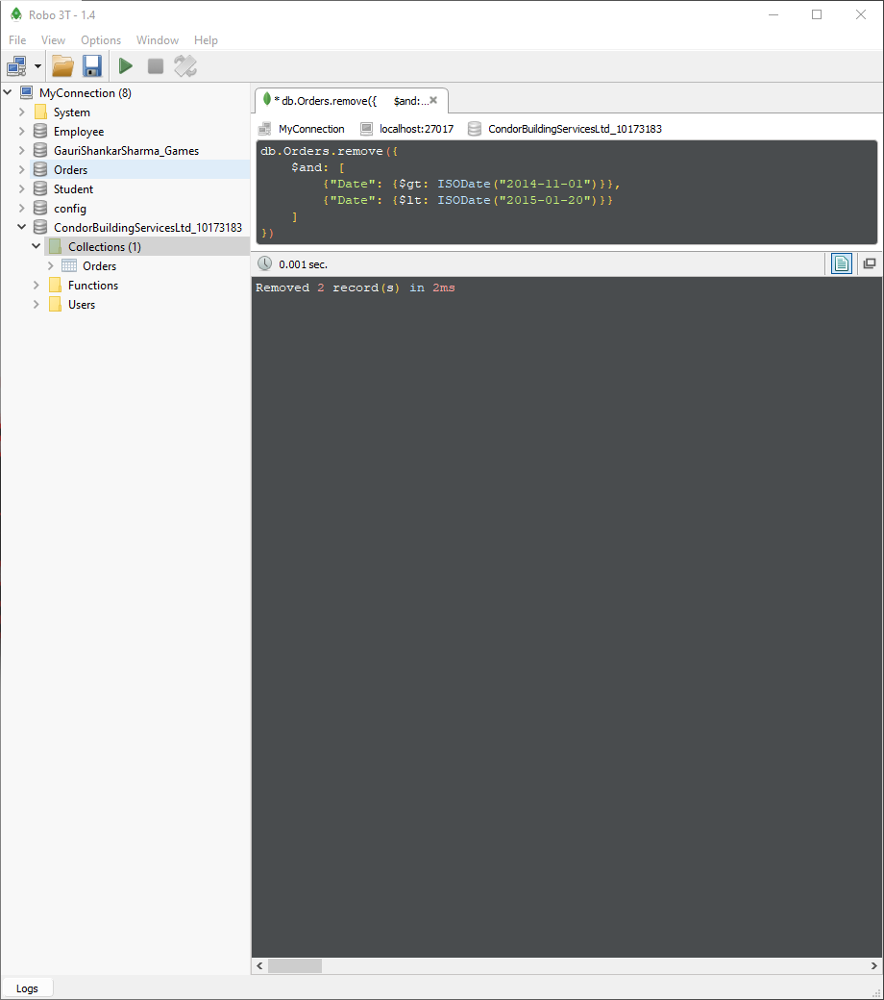 Robo 3T - 1.4
File View Options Window Help
MyConnection (8)
System
Employee
GauriShankarSharma_Games
Orders
Student
config
CondorBuildingServicesLtd_10173183
Collections (1)
Orders
Functions
Users
* db.Orders.remove({ $and:...
MyConnection localhost:27017 CondorBuildingServicesLtd_10173183
db.Orders.remove({
    $and: [
        {"Date": {$gt: ISODate("2014-11-01")}},
        {"Date": {$lt: ISODate("2015-01-20")}}
    ]
})
0.001 sec.
Removed 2 record(s) in 2ms
Logs